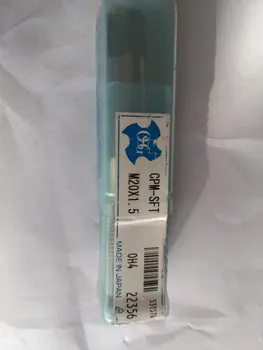 OSG
CPM-SFT
M20X1.5
OH4
22356
MADE IN JAPAN